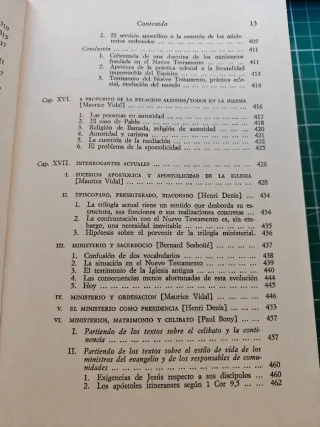 Contenido 13
2. El servicio apostólico o la cuestión de los minis-
terios ordenados ... 405
Conclusión ... 411
1. Coherencia de una doctrina de los ministerios
fundada en el Nuevo Testamento ... 411
2. Apertura de la práctica eclesial a la fecundidad
imprevisible del Espíritu ... 413
3. Testimonio del Nuevo Testamento, práctica ecle-
sial, evolución del mundo ... 414
Cap. XVI. A PROPOSITO DE LA RELACION ALGUNOS/TODOS EN LA IGLESIA
[Maurice Vidal] ... 416
1. Las personas en autoridad ... 417
2. El caso de Pablo ... 418
3. Religión de llamada, religión de autoridad ... 420
4. Autoridad y carisma ... 421
5. La cuestión de la mediación ... 422
6. El problema de la apostolicidad ... 425
Cap. XVII. INTERROGANTES ACTUALES ... 428
I. SUCESION APOSTOLICA Y APOSTOLICIDAD DE LA IGLESIA
[Maurice Vidal] ... 428
II. EPISCOPADO, PRESBITERADO, DIACONADO [Henri Denis] ... 434
1. La trilogía actual tiene un sentido que desborda su es-
tructura, sus funciones o sus realizaciones concretas ... 434
2. La confrontación con el Nuevo Testamento es, sin em-
bargo, una necesidad inevitable ... 435
3. Hipótesis sobre el porvenir de la trilogía ministerial.
436
III. MINISTERIO Y SACERDOCIO [Bernard Sesboüé] ... 437
1. Confusión de dos vocabularios ... 438
2. La situación en el Nuevo Testamento ... 439
3. El testimonio de la Iglesia antigua ... 440
4. Las consecuencias menos afortunadas de esta evolución. 444
5. Hoy ... 445
IV. MINISTERIO Y ORDENACION [Maurice Vidal] ... 446
V. EL MINISTERIO COMO PRESIDENCIA [Henri Denis] ... 453
VI. MINISTERIOS, MATRIMONIO Y CELIBATO [Paul Bony] ... 457
I. Partiendo de los textos sobre el celibato y la conti-
nencia ... 457
II. Partiendo de los textos sobre el estilo de vida de los
ministros del evangelio y de los responsables de comu-
nidades ... 460
1. Exigencias de Jesús respecto a sus discípulos ... 460
2. Los apóstoles itinerantes según 1 Cor 9,5 ... 462